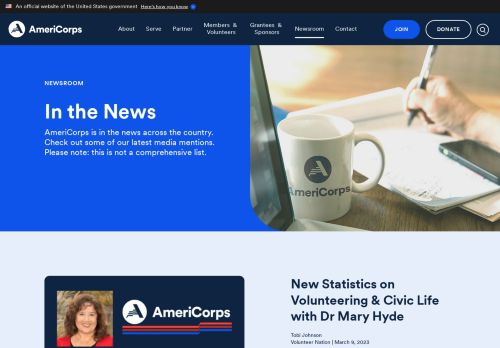 An official website of the United States government Here's how you know
AmeriCorps
About Serve Partner Members & Volunteers Grantees & Sponsors Newsroom Contact JOIN DONATE
NEWSROOM
In the News
AmeriCorps is in the news across the country.
Check out some of our latest media mentions.
Please note: this is not a comprehensive list.
AmeriCorps
AmeriCorps
New Statistics on
Volunteering & Civic Life
with Dr Mary Hyde
Tobi Johnson
Volunteer Nation | March 9, 2023